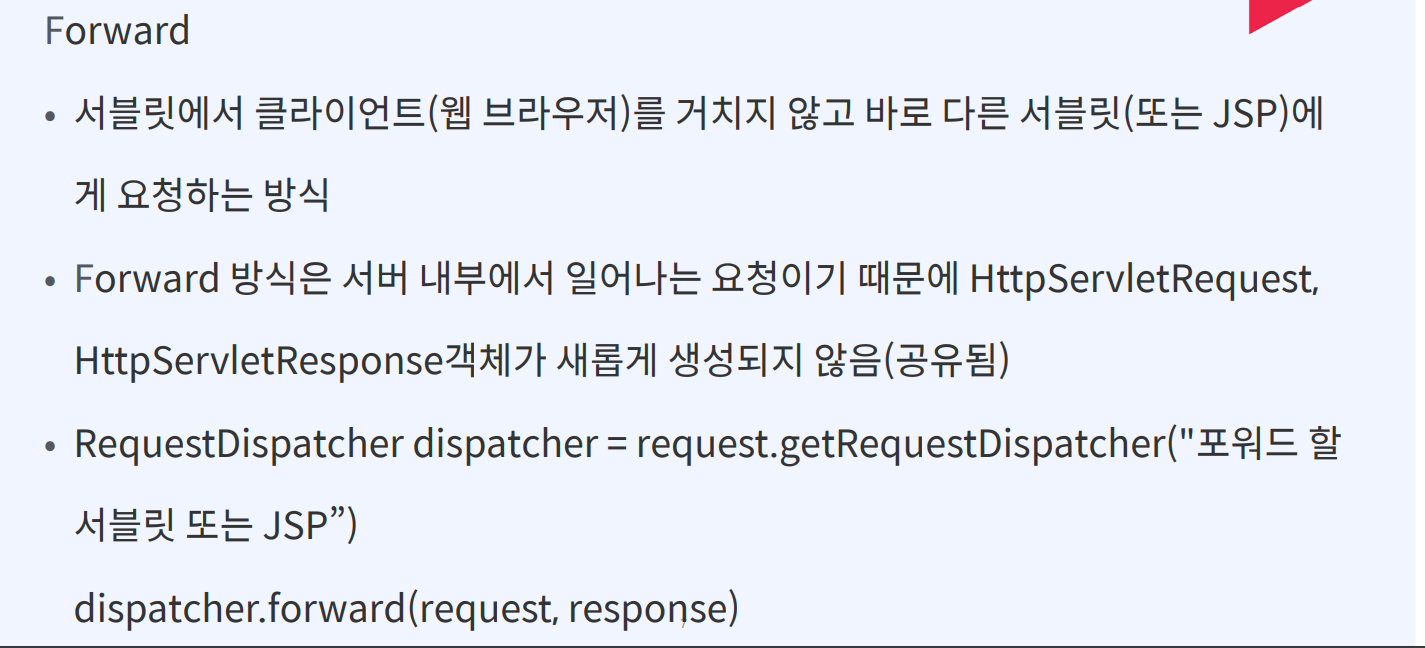 Forward
• 서블릿에서 클라이언트(웹 브라우저)를 거치지 않고 바로 다른 서블릿(또는 JSP)에
게 요청하는 방식
• Forward 방식은 서버 내부에서 일어나는 요청이기 때문에 HttpServletRequest,
HttpServletResponse객체가 새롭게 생성되지 않음(공유됨)
• RequestDispatcher dispatcher = request.getRequestDispatcher("포워드 할
서블릿 또는 JSP”)
dispatcher.forward(request, response)